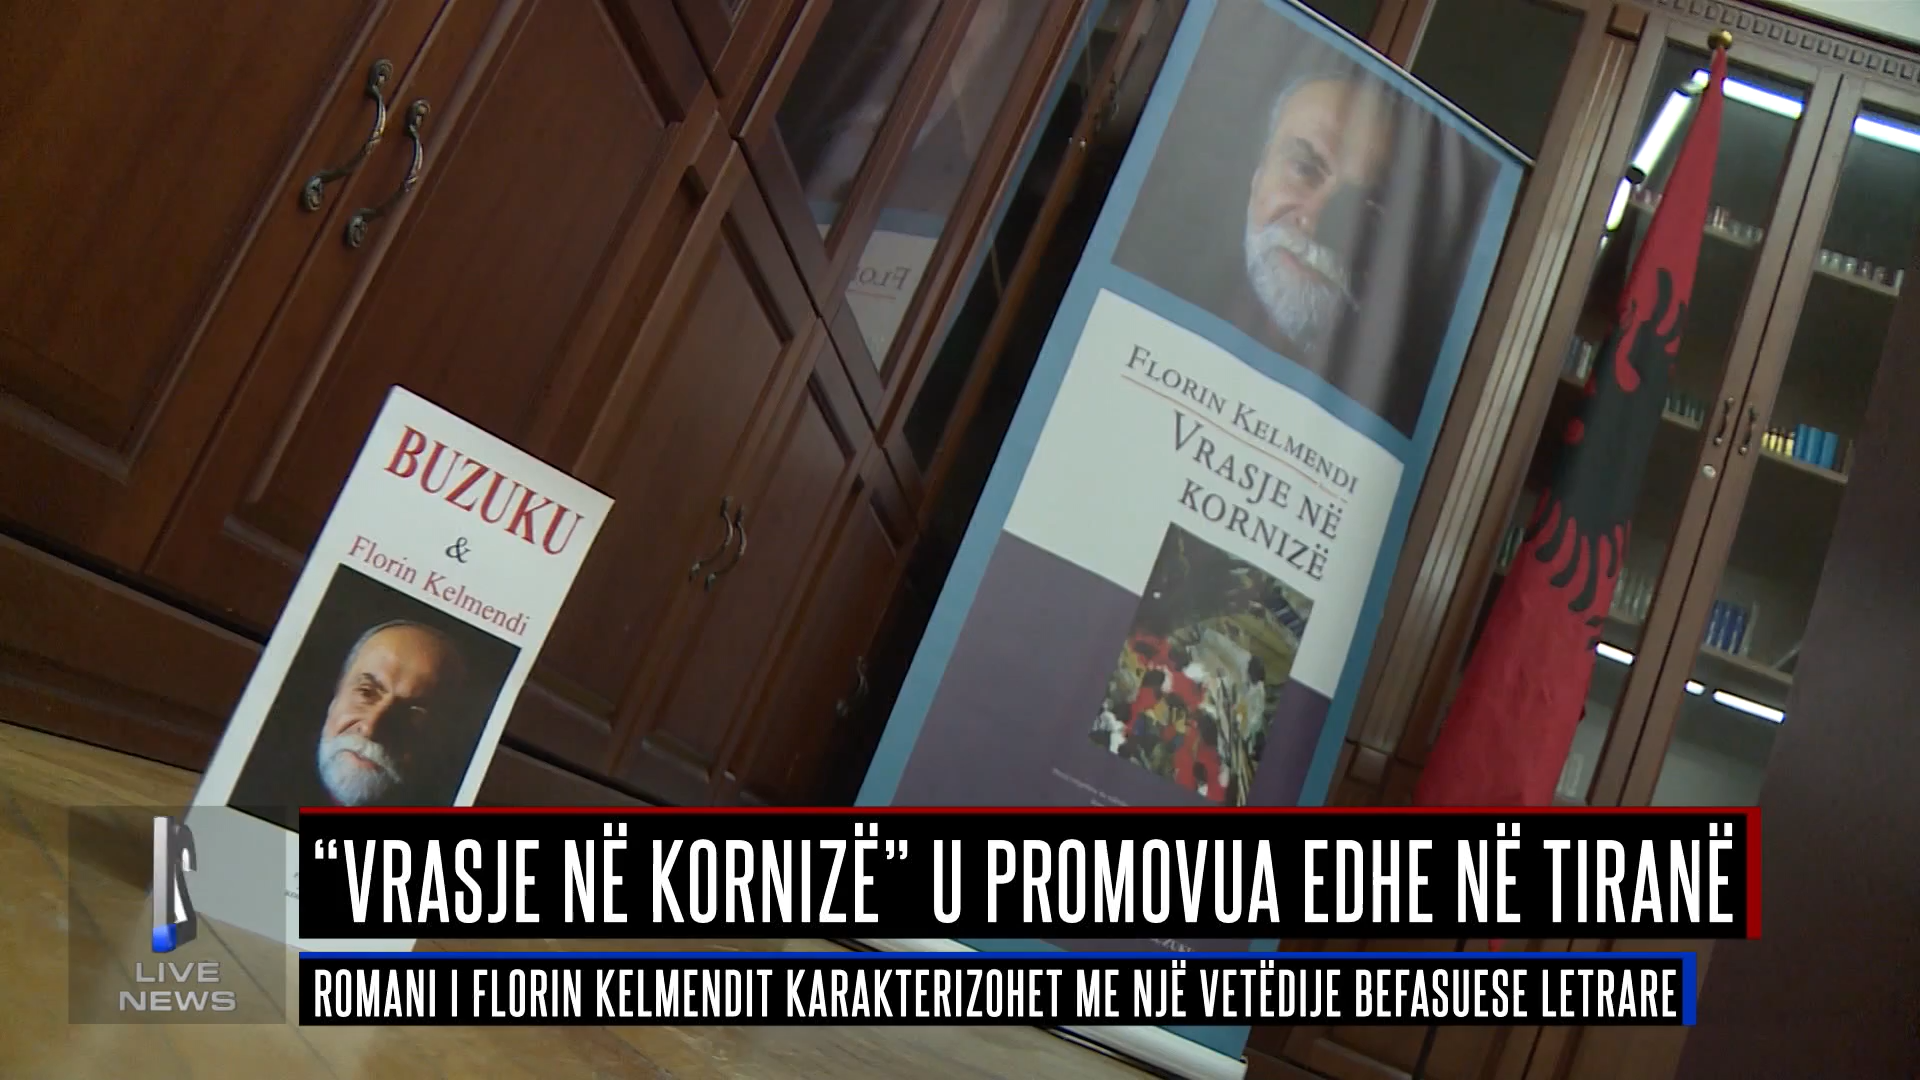 BUZUKU
&
Florin Kelmendi
FLORIN KELMENDI
VRASJE NË
KORNIZË
“VRASJE NË KORNIZË” U PROMOVUA EDHE NË TIRANË
ROMANI I FLORIN KELMENDIT KARAKTERIZOHET ME NJË VETËDIJE BEFASUESE LETRARE
LIVE
NEWS